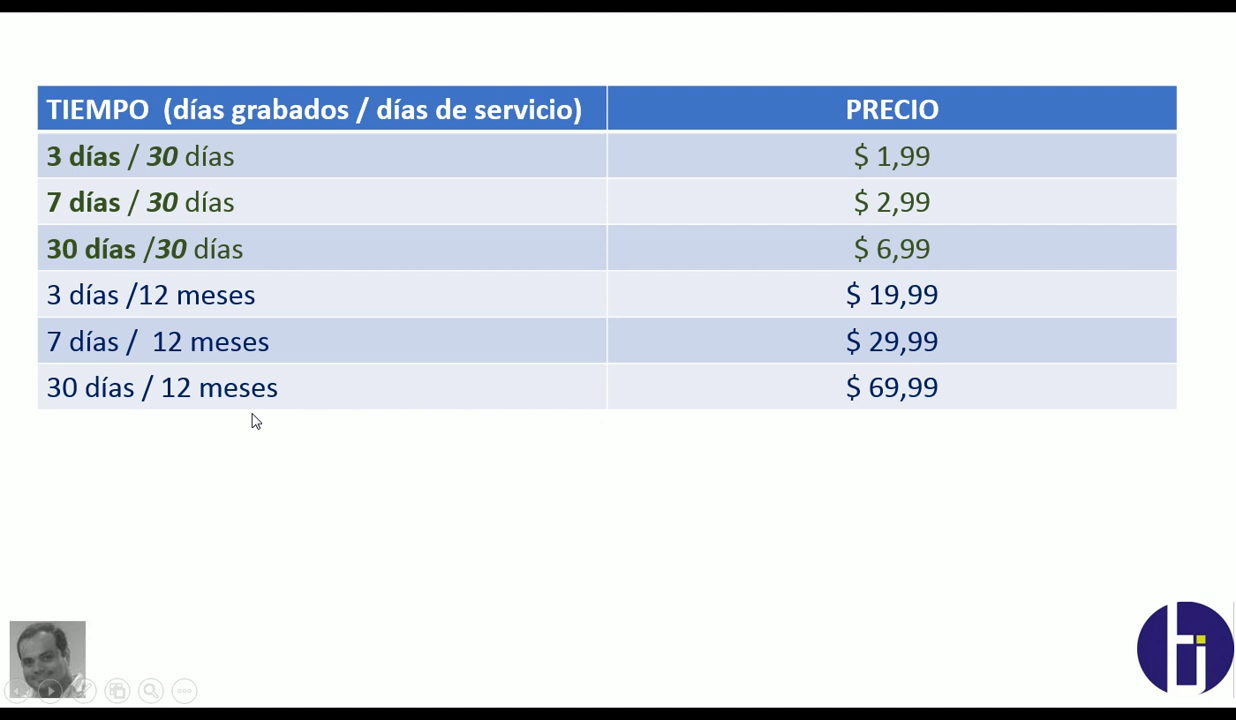 TIEMPO (días grabados / días de servicio) PRECIO
3 días / 30 días $ 1,99
7 días / 30 días $ 2,99
30 días /30 días $ 6,99
3 días /12 meses $ 19,99
7 días / 12 meses $ 29,99
30 días / 12 meses $ 69,99